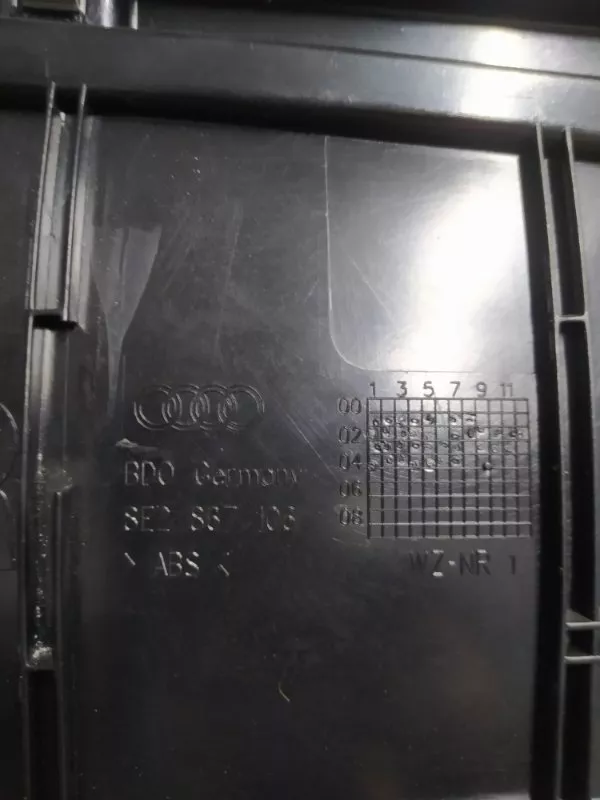 BDO Germany
8E2 867 106
> ABS <
1 3 5 7 9 11
00
02
04
06
08
WZ-NR 1